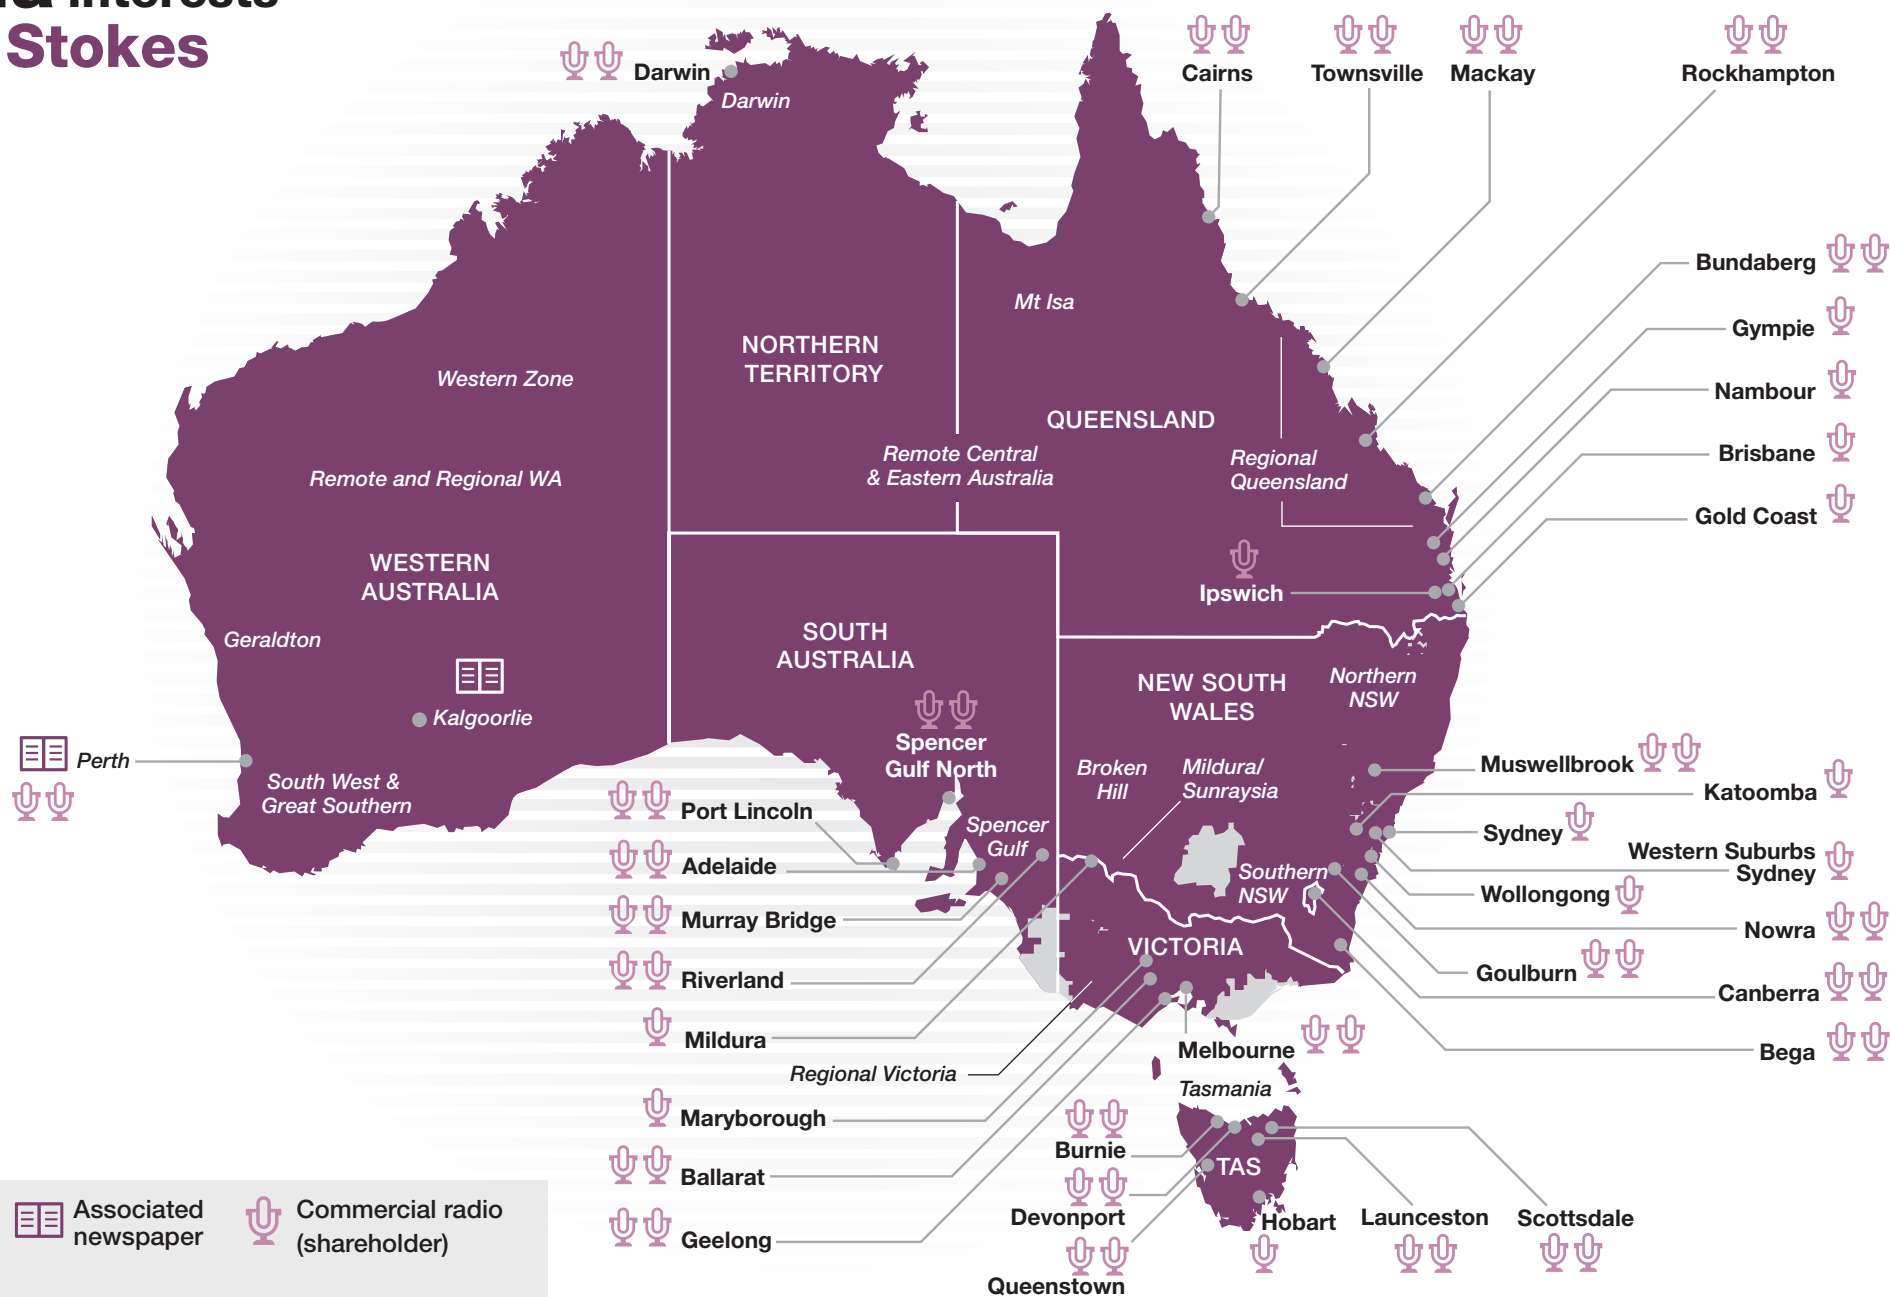 interests
Stokes
Darwin
Darwin
Cairns
Townsville
Mackay
Rockhampton
Bundaberg
Gympie
Nambour
Brisbane
Gold Coast
Mt Isa
NORTHERN
TERRITORY
Western Zone
QUEENSLAND
Remote Central
& Eastern Australia
Regional
Queensland
Remote and Regional WA
WESTERN
AUSTRALIA
Ipswich
Geraldton
SOUTH
AUSTRALIA
NEW SOUTH
WALES
Northern
NSW
Kalgoorlie
Perth
South West &
Great Southern
Spencer
Gulf North
Broken
Hill
Mildura/
Sunraysia
Muswellbrook
Katoomba
Sydney
Western Suburbs
Sydney
Wollongong
Nowra
Goulburn
Canberra
Bega
Port Lincoln
Spencer
Gulf
Adelaide
Southern
NSW
Murray Bridge
VICTORIA
Riverland
Mildura
Regional Victoria
Melbourne
Tasmania
Maryborough
Burnie
Ballarat
TAS
Devonport
Geelong
Hobart
Launceston
Scottsdale
Queenstown
Associated
newspaper
Commercial radio
(shareholder)